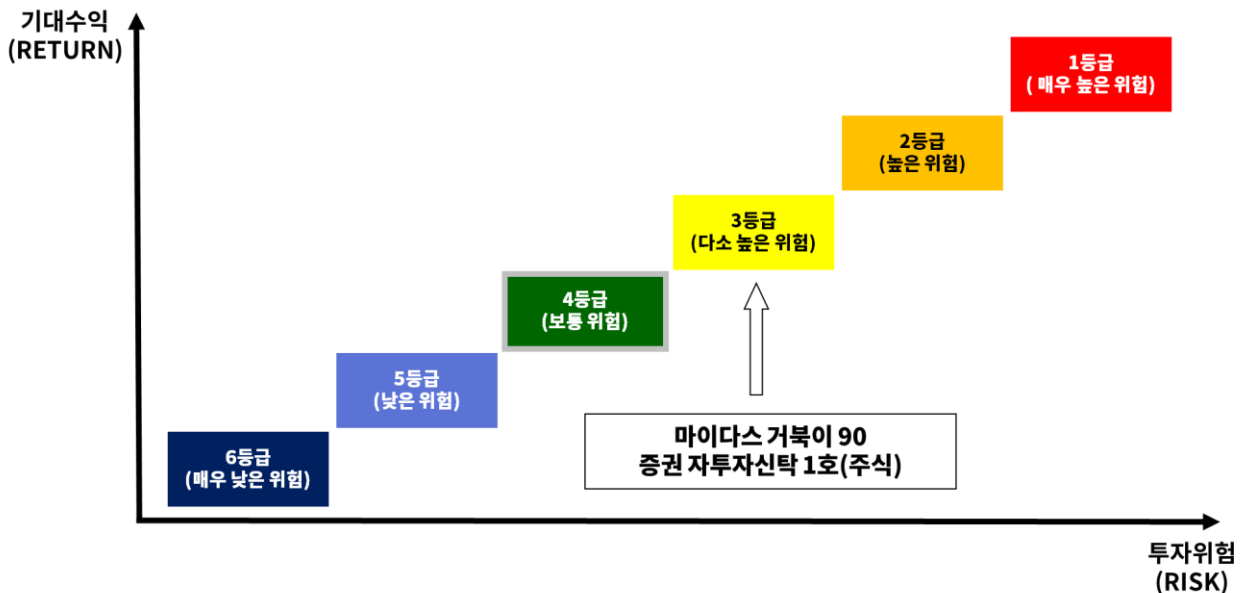 기대수익
(RETURN)
1등급
( 매우 높은 위험)
2등급
(높은 위험)
3등급
(다소 높은 위험)
4등급
(보통 위험)
5등급
(낮은 위험)
6등급
(매우 낮은 위험)
마이다스 거북이 90
증권 자투자신탁 1호(주식)
투자위험
(RISK)